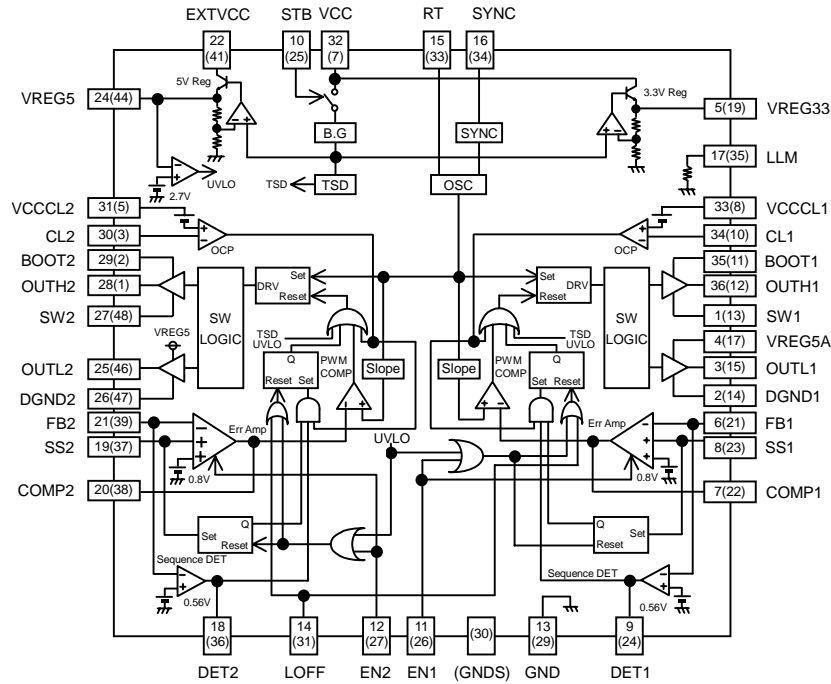 EXTVCC STB VCC RT SYNC
22 (41) 10 (25) 32 (7) 15 (33) 16 (34)
5V Reg 3.3V Reg
VREG5 24(44) 5(19) VREG33
B.G SYNC
17(35) LLM
2.7V UVLO TSD TSD OSC
VCCCL2 31(5) 33(8) VCCCL1
CL2 30(3) 34(10) CL1
OCP OCP
BOOT2 29(2) 35(11) BOOT1
OUTH2 28(1) DRV Set Reset Set DRV Reset 36(12) OUTH1
SW2 27(48) 1(13) SW1
SW LOGIC SW LOGIC
VREG5 TSD UVLO TSD UVLO 4(17) VREG5A
OUTL2 25(46) Q Reset Set PWM COMP Slope Slope PWM COMP Q Set Reset 3(15) OUTL1
DGND2 26(47) 2(14) DGND1
FB2 21(39) Err Amp Err Amp 6(21) FB1
SS2 19(37) UVLO 8(23) SS1
0.8V 0.8V
COMP2 20(38) 7(22) COMP1
Set Q Reset Q Set Reset
Sequence DET Sequence DET
0.56V 0.56V
18 (36) 14 (31) 12 (27) 11 (26) (30) 13 (29) 9 (24)
DET2 LOFF EN2 EN1 (GNDS) GND DET1